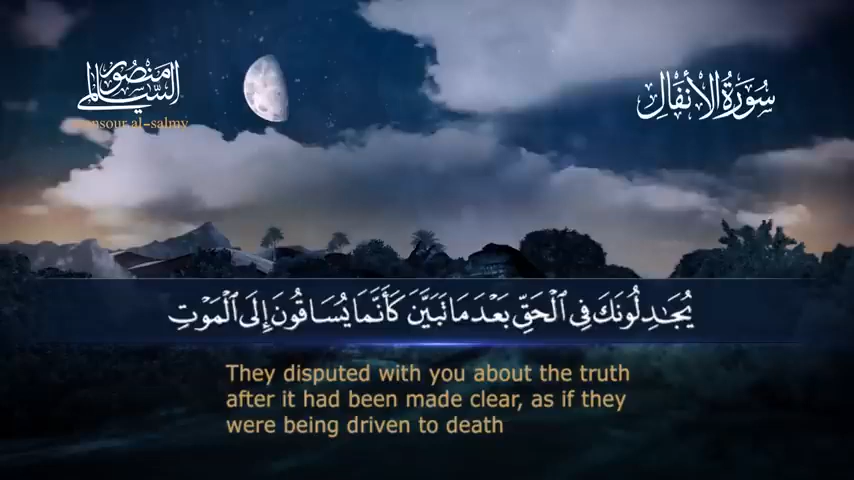 منصور السالمي
mansour al-salmy
سُورَةُ الأَنفَالِ
يُجَـٰدِلُونَكَ فِي ٱلْحَقِّ بَعْدَ مَا تَبَيَّنَ كَأَنَّمَا يُسَاقُونَ إِلَى ٱلْمَوْتِ
They disputed with you about the truth
after it had been made clear, as if they
were being driven to death